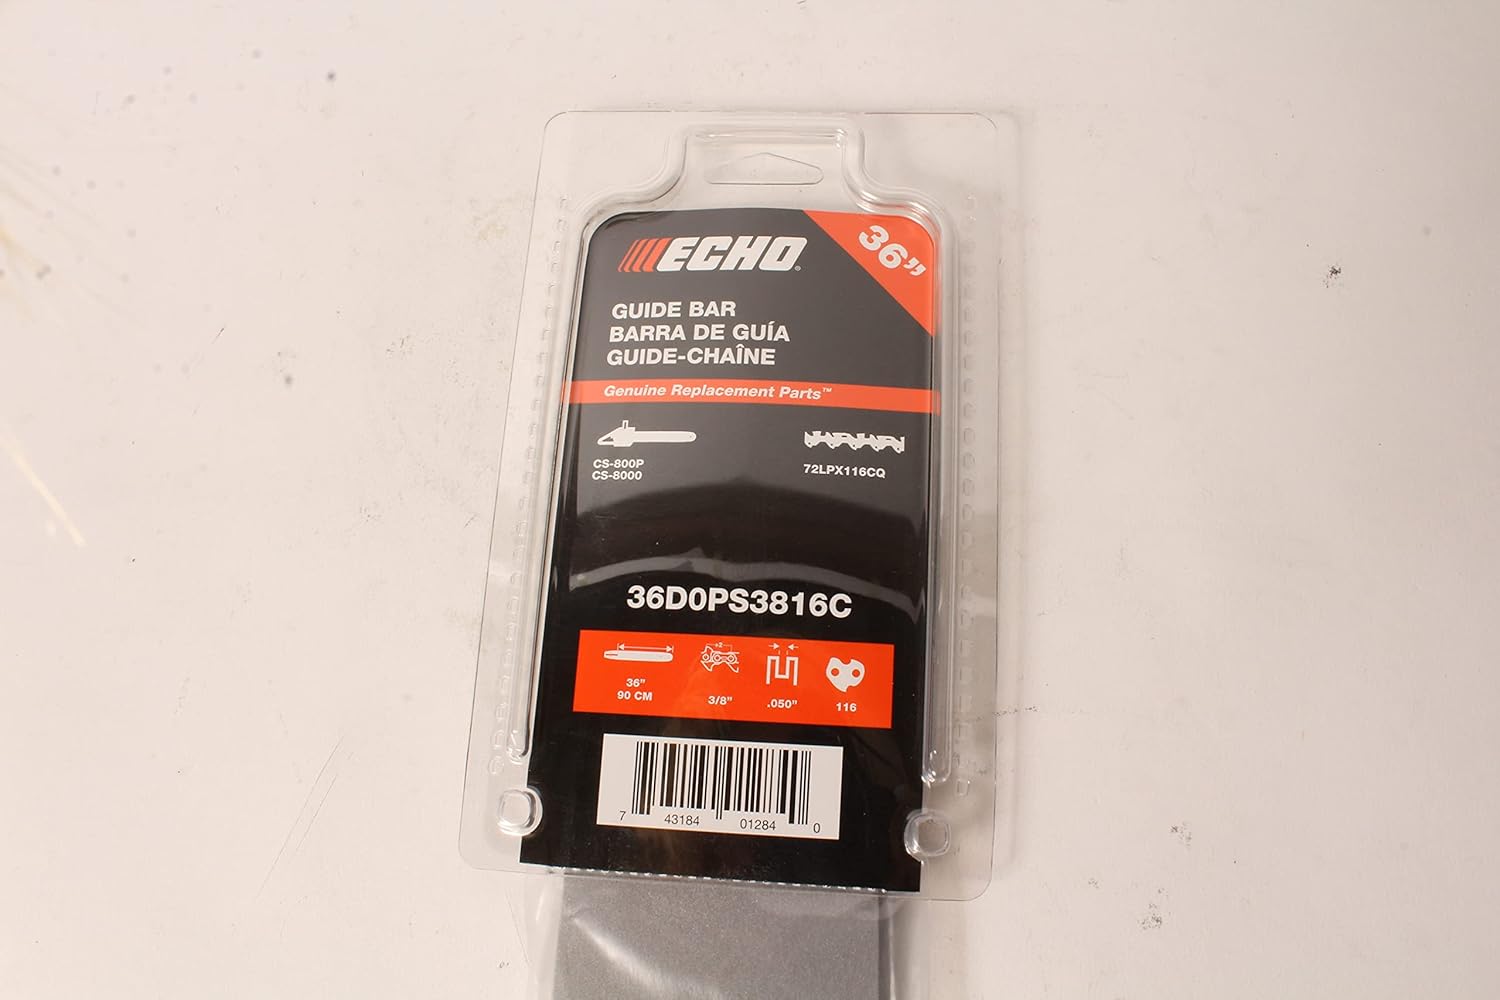 ECHO
36”
GUIDE BAR
BARRA DE GUÍA
GUIDE-CHAÎNE
Genuine Replacement Parts™
CS-800P
CS-8000
72LPX116CQ
36D0PS3816C
36”
90 CM
3/8”
.050”
116
7 43184 01284 0